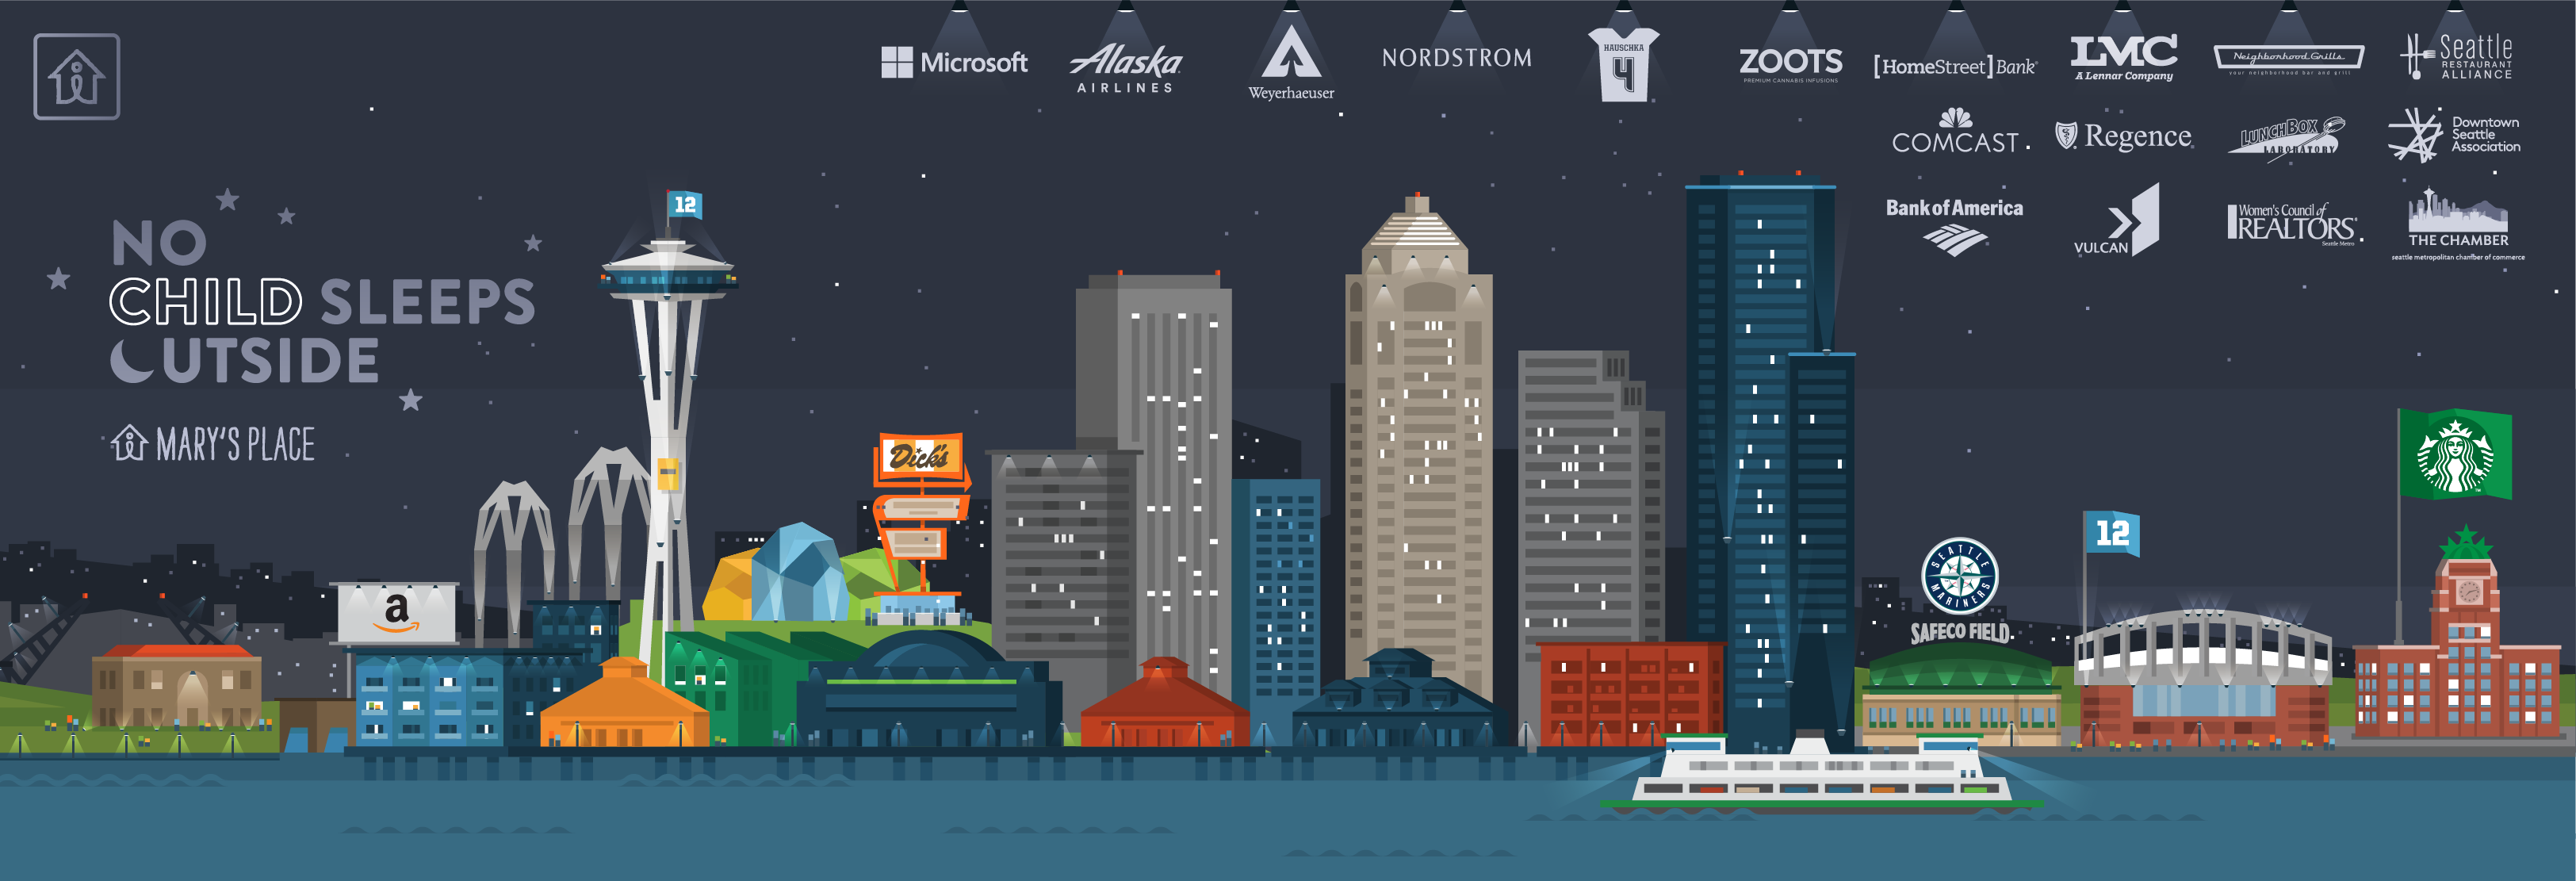 Microsoft
Alaska
AIRLINES
Weyerhaeuser
NORDSTROM
HAUSCHKA
4
ZOOTS
PREMIUM CANNABIS INFUSIONS
[HomeStreet] Bank
LMC
A Lennar Company
Neighborhood Grills
your neighborhood bar and grill
Seattle
RESTAURANT
ALLIANCE
COMCAST
Regence
LUNCHBOX
LABORATORY
Downtown
Seattle
Association
Bank of America
VULCAN
Women's Council of
REALTORS
Seattle Metro
THE CHAMBER
seattle metropolitan chamber of commerce
NO
CHILD SLEEPS
OUTSIDE
MARY'S PLACE
12
Dick's
a
SEATTLE
MARINERS
SAFECO FIELD
12